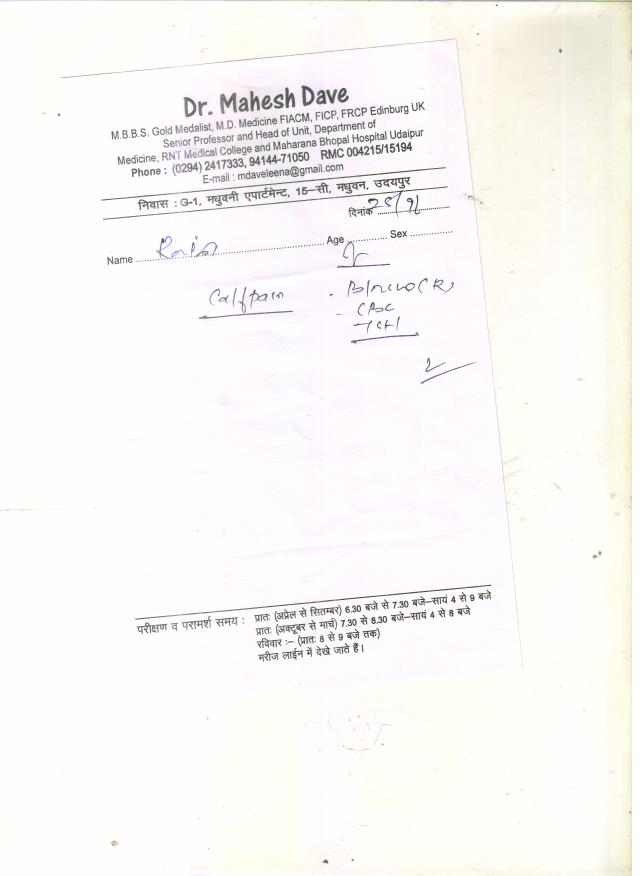 Dr. Mahesh Dave
M.B.B.S. Gold Medalist, M.D. Medicine FIACM, FICP, FRCP Edinburg UK
Senior Professor and Head of Unit, Department of
Medicine, RNT Medical College and Maharana Bhopal Hospital Udaipur
Phone : (0294) 2417333, 94144-71050 RMC 004215/15194
E-mail : mdaveleena@gmail.com
निवास : G-1, मधुवनी एपार्टमेन्ट, 15–सी, मधुवन, उदयपुर
दिनांक
Name Age Sex
Calfpain
CBC
परीक्षण व परामर्श समय : प्रातः (अप्रेल से सितम्बर) 6.30 बजे से 7.30 बजे–सायं 4 से 9 बजे
प्रातः (अक्टूबर से मार्च) 7.30 से 8.30 बजे–सायं 4 से 8 बजे
रविवार :– (प्रातः 8 से 9 बजे तक)
मरीज लाईन में देखे जाते हैं।